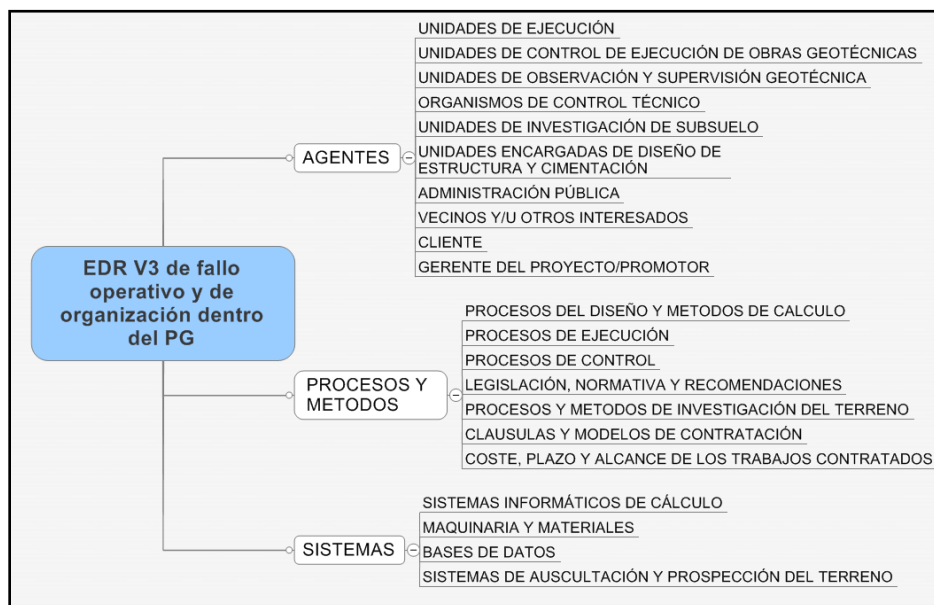 UNIDADES DE EJECUCIÓN
UNIDADES DE CONTROL DE EJECUCIÓN DE OBRAS GEOTÉCNICAS
UNIDADES DE OBSERVACIÓN Y SUPERVISIÓN GEOTÉCNICA
ORGANISMOS DE CONTROL TÉCNICO
UNIDADES DE INVESTIGACIÓN DE SUBSUELO
AGENTES
UNIDADES ENCARGADAS DE DISEÑO DE
ESTRUCTURA Y CIMENTACIÓN
ADMINISTRACIÓN PÚBLICA
VECINOS Y/U OTROS INTERESADOS
CLIENTE
GERENTE DEL PROYECTO/PROMOTOR
EDR V3 de fallo
operativo y de
organización dentro
del PG
PROCESOS DEL DISEÑO Y METODOS DE CALCULO
PROCESOS DE EJECUCIÓN
PROCESOS DE CONTROL
PROCESOS Y
METODOS
LEGISLACIÓN, NORMATIVA Y RECOMENDACIONES
PROCESOS Y METODOS DE INVESTIGACIÓN DEL TERRENO
CLAUSULAS Y MODELOS DE CONTRATACIÓN
COSTE, PLAZO Y ALCANCE DE LOS TRABAJOS CONTRATADOS
SISTEMAS INFORMÁTICOS DE CÁLCULO
MAQUINARIA Y MATERIALES
SISTEMAS
BASES DE DATOS
SISTEMAS DE AUSCULTACIÓN Y PROSPECCIÓN DEL TERRENO